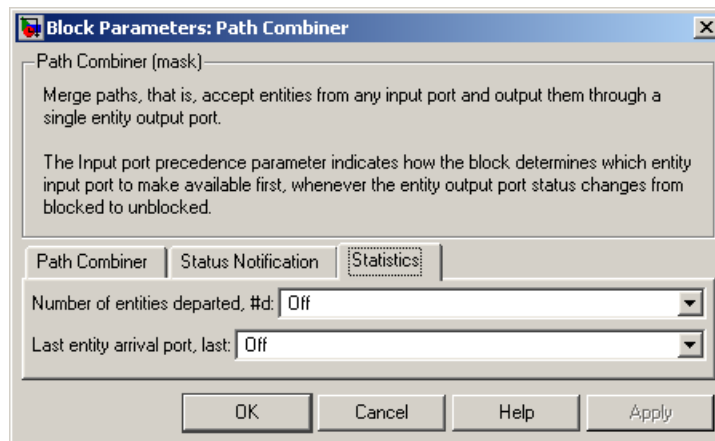 Block Parameters: Path Combiner
Path Combiner (mask)
Merge paths, that is, accept entities from any input port and output them through a
single entity output port.
The Input port precedence parameter indicates how the block determines which entity
input port to make available first, whenever the entity output port status changes from
blocked to unblocked.
Path Combiner Status Notification Statistics
Number of entities departed, #d: Off
Last entity arrival port, last: Off
OK Cancel Help Apply